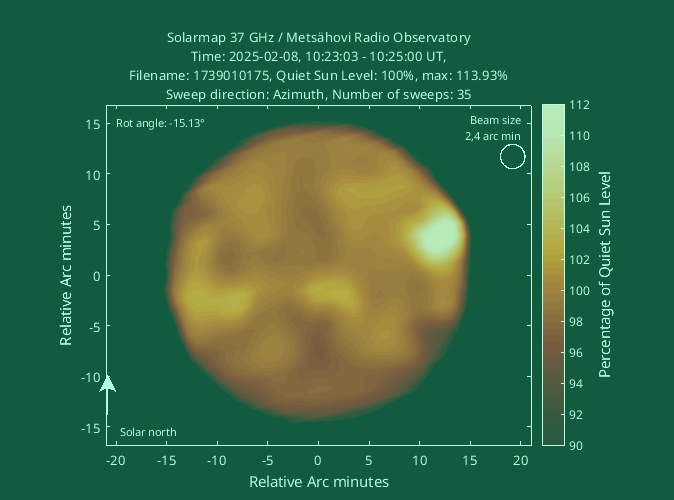 Solarmap 37 GHz / Metsähovi Radio Observatory
Time: 2025-02-08, 10:23:03 - 10:25:00 UT,
Filename: 1739010175, Quiet Sun Level: 100%, max: 113.93%
Sweep direction: Azimuth, Number of sweeps: 35
Rot angle: -15.13°
Beam size
2,4 arc min
15
10
5
0
-5
-10
-15
Relative Arc minutes
Solar north
-20
-15
-10
-5
0
5
10
15
20
Relative Arc minutes
112
110
108
106
104
102
100
98
96
94
92
90
Percentage of Quiet Sun Level